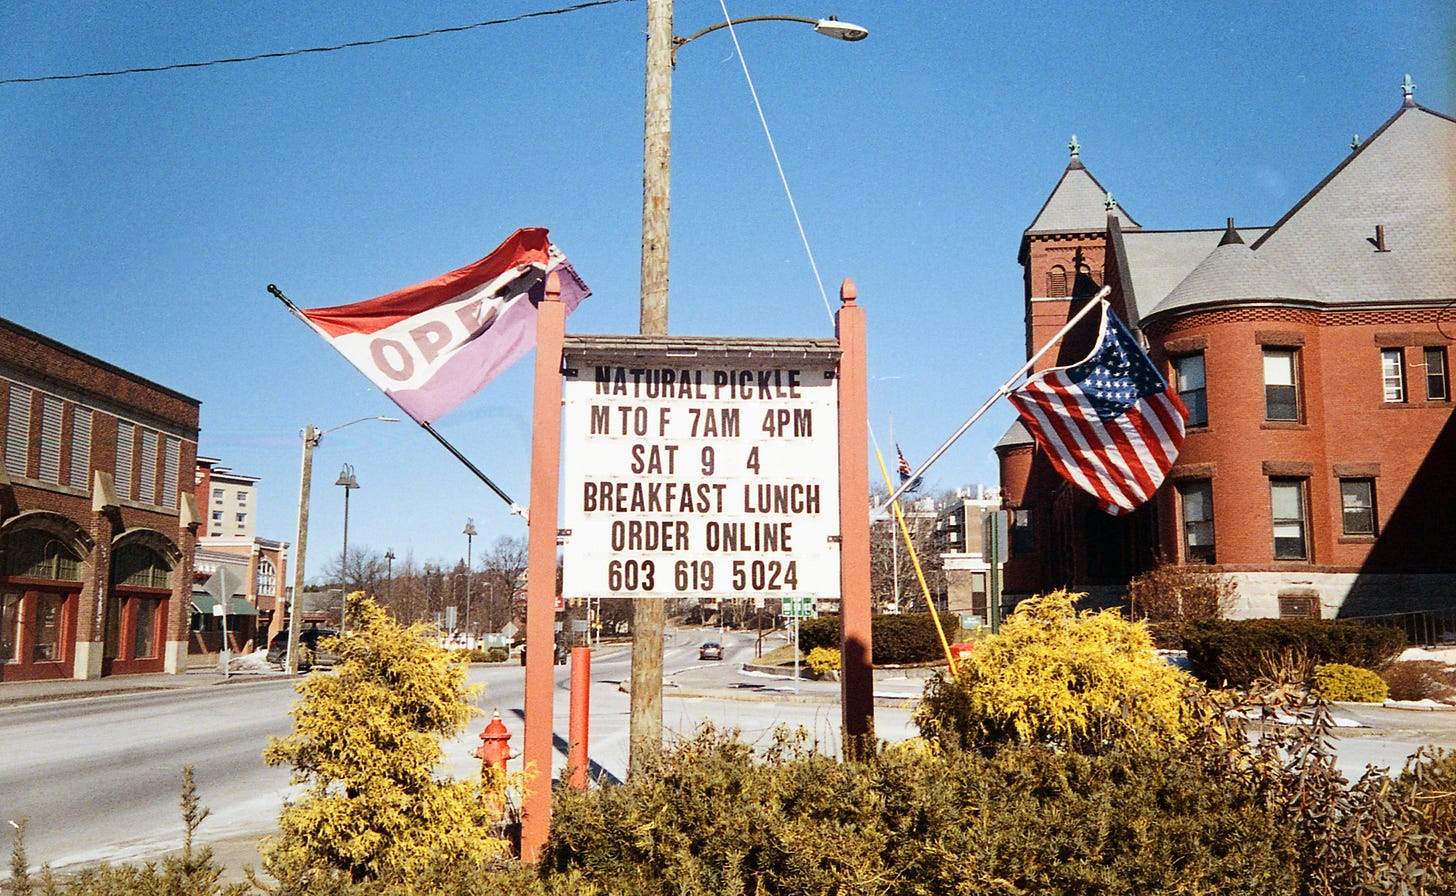 OPE
NATURAL PICKLE
M TO F 7AM 4PM
SAT 9 4
BREAKFAST LUNCH
ORDER ONLINE
603 619 5024